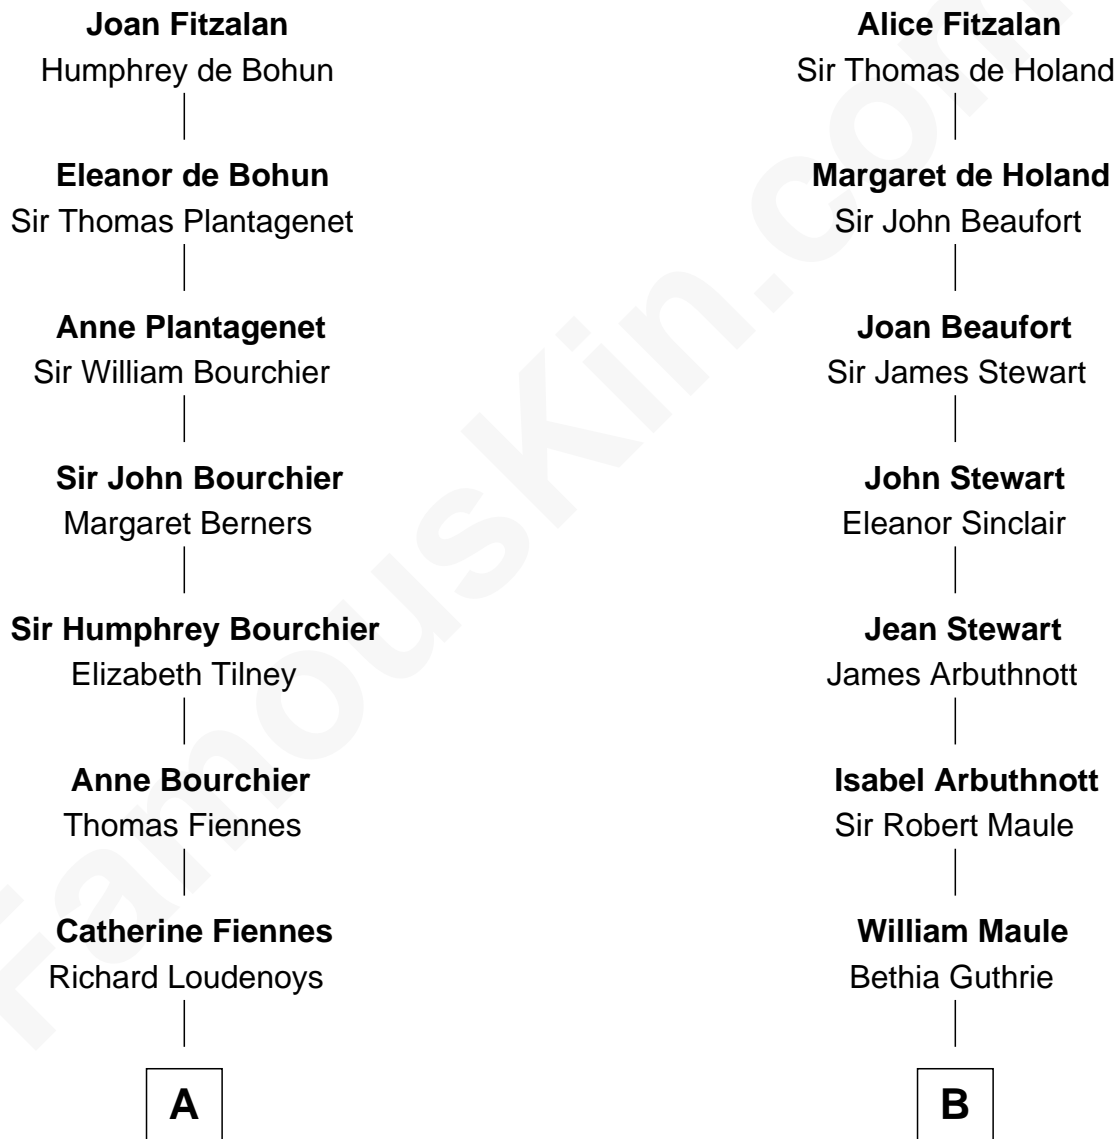 Joan Fitzalan
Humphrey de Bohun
Eleanor de Bohun
Sir Thomas Plantagenet
Anne Plantagenet
Sir William Bourchier
Sir John Bourchier
Margaret Berners
Sir Humphrey Bourchier
Elizabeth Tilney
Anne Bourchier
Thomas Fiennes
Catherine Fiennes
Richard Loudenoys
A
Alice Fitzalan
Sir Thomas de Holand
Margaret de Holand
Sir John Beaufort
Joan Beaufort
Sir James Stewart
John Stewart
Eleanor Sinclair
Jean Stewart
James Arbuthnott
Isabel Arbuthnott
Sir Robert Maule
William Maule
Bethia Guthrie
B
FamousKin.com